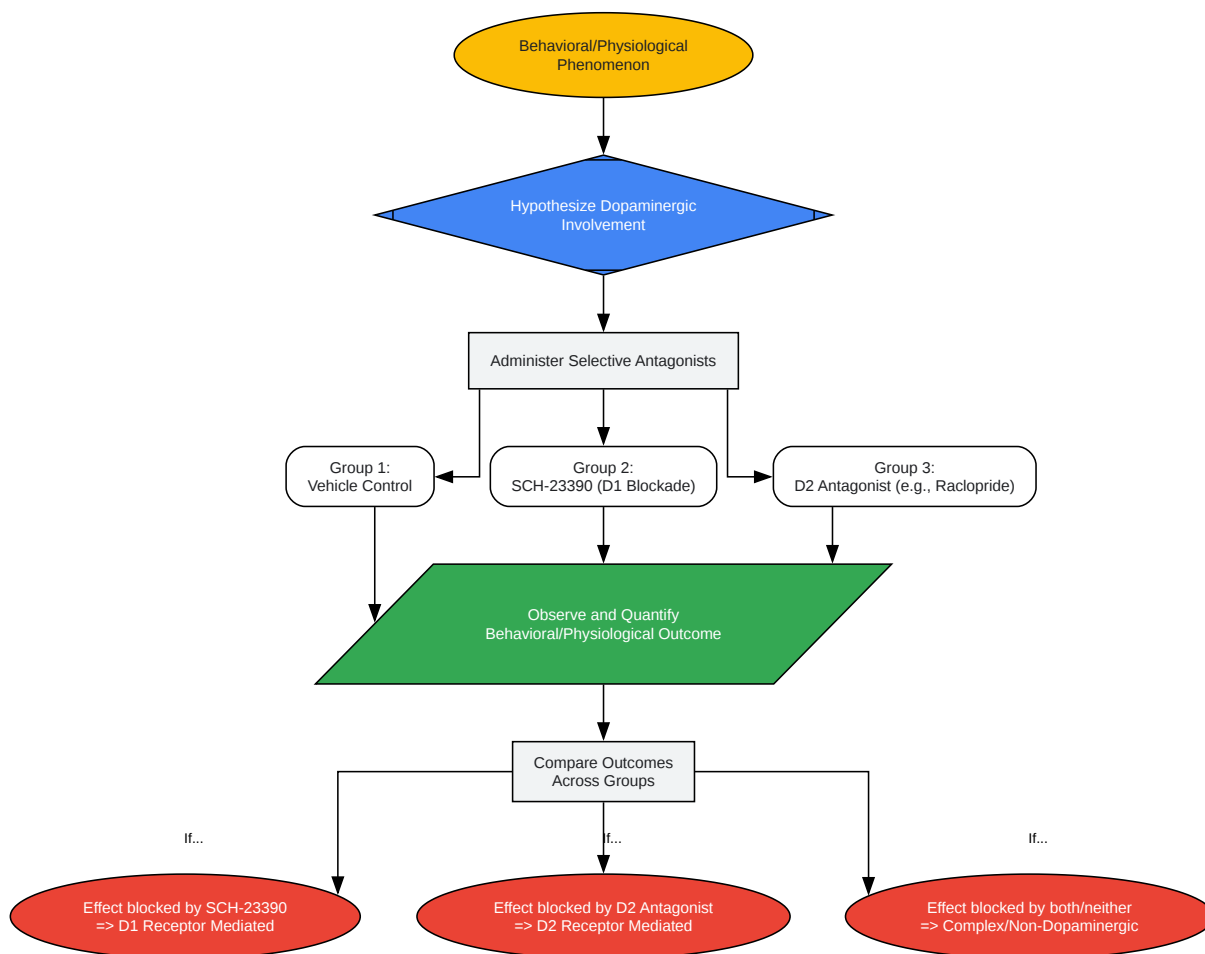 Behavioral/Physiological
Phenomenon
Hypothesize Dopaminergic
Involvement
Administer Selective Antagonists
Group 1:
Vehicle Control
Group 2:
SCH-23390 (D1 Blockade)
Group 3:
D2 Antagonist (e.g., Raclopride)
Observe and Quantify
Behavioral/Physiological Outcome
Compare Outcomes
Across Groups
If...
If...
If...
Effect blocked by SCH-23390
=> D1 Receptor Mediated
Effect blocked by D2 Antagonist
=> D2 Receptor Mediated
Effect blocked by both/neither
=> Complex/Non-Dopaminergic